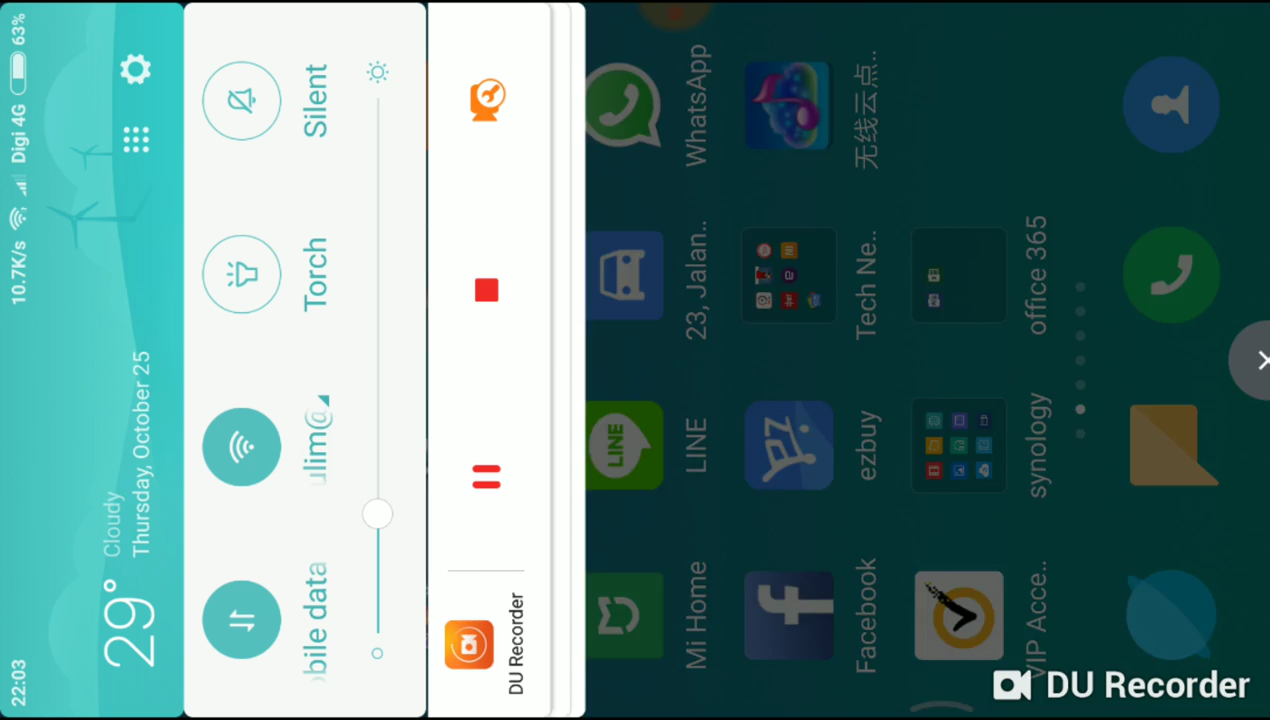 22:03
10.7K/s
Digi 4G
63%
29°
Cloudy
Thursday, October 25
bile data
ulim@
Torch
Silent
DU Recorder
Mi Home
LINE
23, Jalan..
WhatsApp
Facebook
ezbuy
Tech Ne..
无线云点..
VIP Acce..
synology
office 365
LINE
DU Recorder